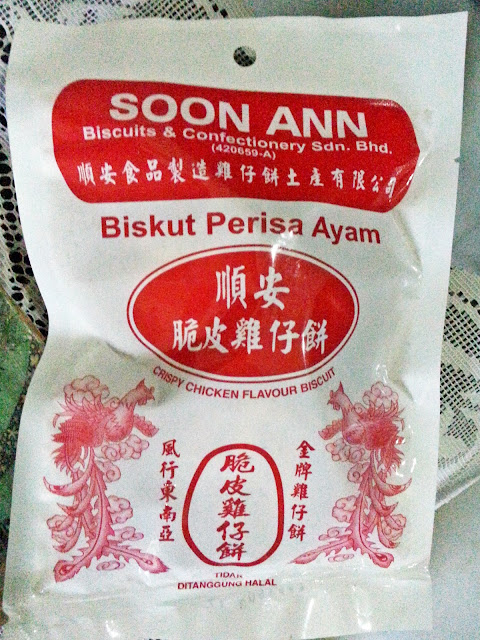 SOON ANN
Biscuits & Confectionery Sdn. Bhd.
(420659-A)
順安食品製造雞仔餅土產有限公司
Biskut Perisa Ayam
順安
脆皮雞仔餅
CRISPY CHICKEN FLAVOUR BISCUIT
金牌雞仔餅
脆皮雞仔餅
風行東南亞
TIDAK
DITANGGUNG HALAL